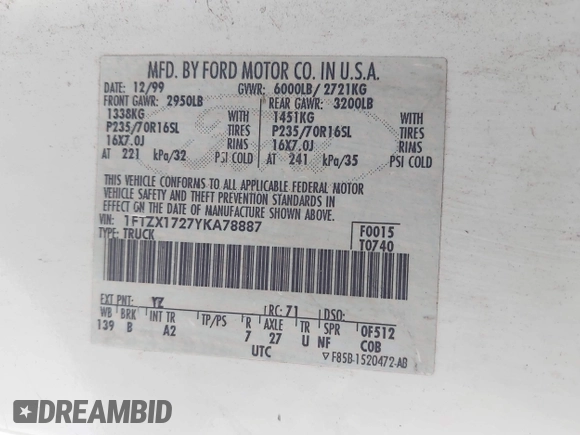 MFD. BY FORD MOTOR CO. IN U.S.A.
DATE: 12/99 GVWR: 6000LB/ 2721KG
FRONT GAWR: 2950LB REAR GAWR: 3200LB
1338KG WITH 1451KG WITH
P235/70R16SL TIRES P235/70R16SL TIRES
16X7.0J RIMS 16X7.0J RIMS
AT 221 kPa/32 PSI COLD AT 241 kPa/35 PSI COLD
THIS VEHICLE CONFORMS TO ALL APPLICABLE FEDERAL MOTOR
VEHICLE SAFETY AND THEFT PREVENTION STANDARDS IN
EFFECT ON THE DATE OF MANUFACTURE SHOWN ABOVE.
VIN: 1FTZX1727YKA78887 F0015
TYPE: TRUCK T0740
EXT PNT: YZ RC: 71 DSO:
WB BRK INT TR TP/PS R AXLE TR SPR 0F512
139 B A2 7 27 U NF COB
UTC ▽ F85B-1520472-AB
DREAMBID